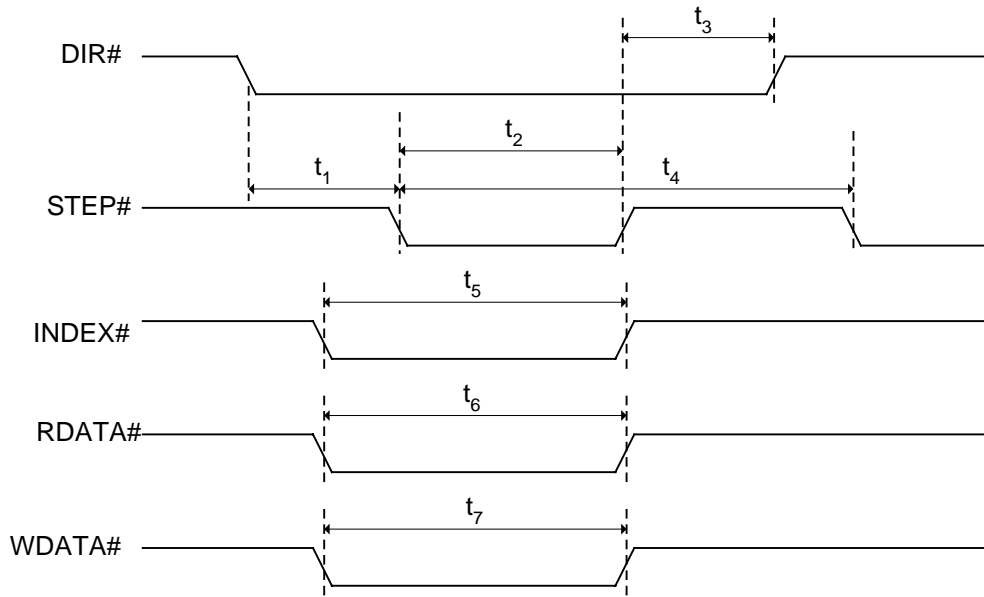 t₃
DIR#
t₂
t₁
t₄
STEP#
t₅
INDEX#
t₆
RDATA#
t₇
WDATA#